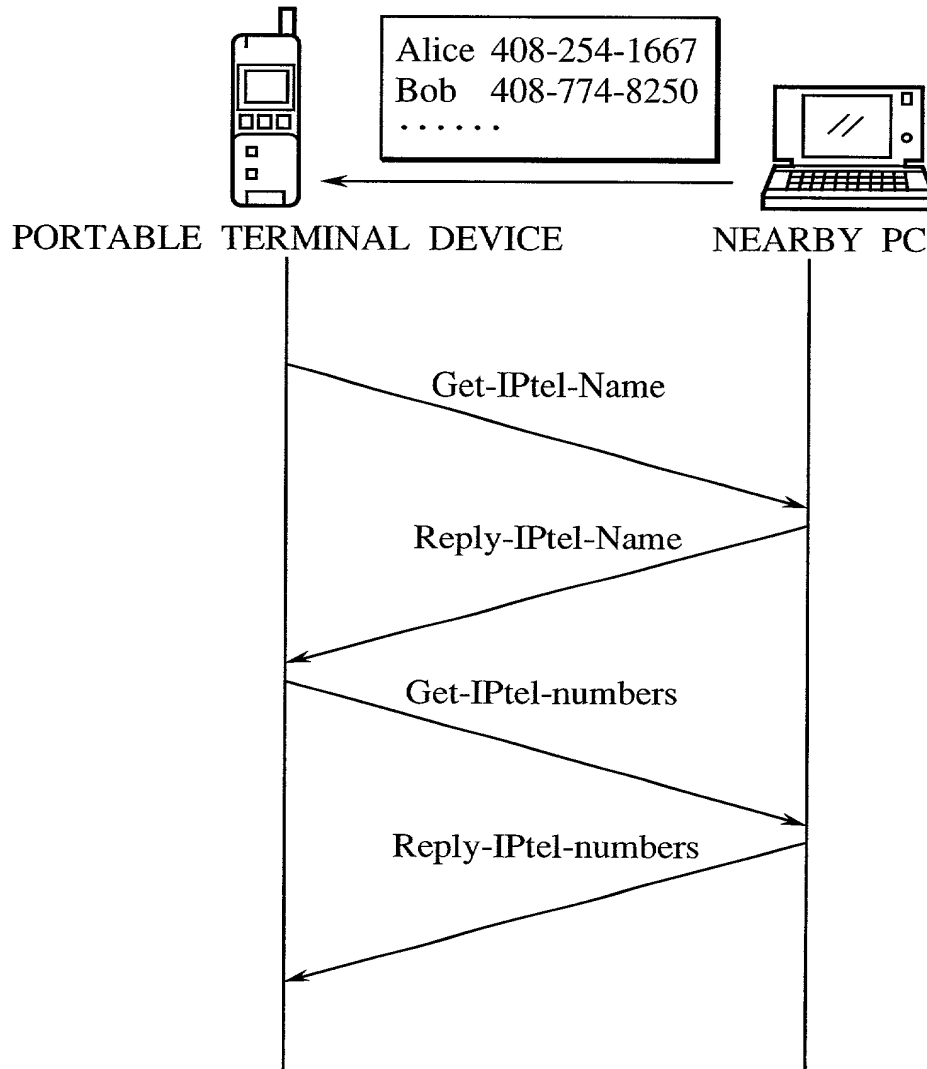 Alice 408-254-1667
Bob 408-774-8250
......
PORTABLE TERMINAL DEVICE
NEARBY PC
Get-IPtel-Name
Reply-IPtel-Name
Get-IPtel-numbers
Reply-IPtel-numbers